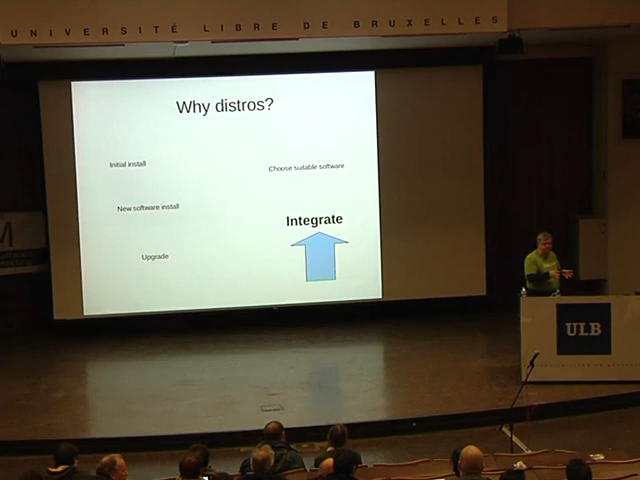 UNIVERSITÉ LIBRE DE BRUXELLES
Why distros?
Initial install
Choose suitable software
New software install
Integrate
Upgrade
ULB